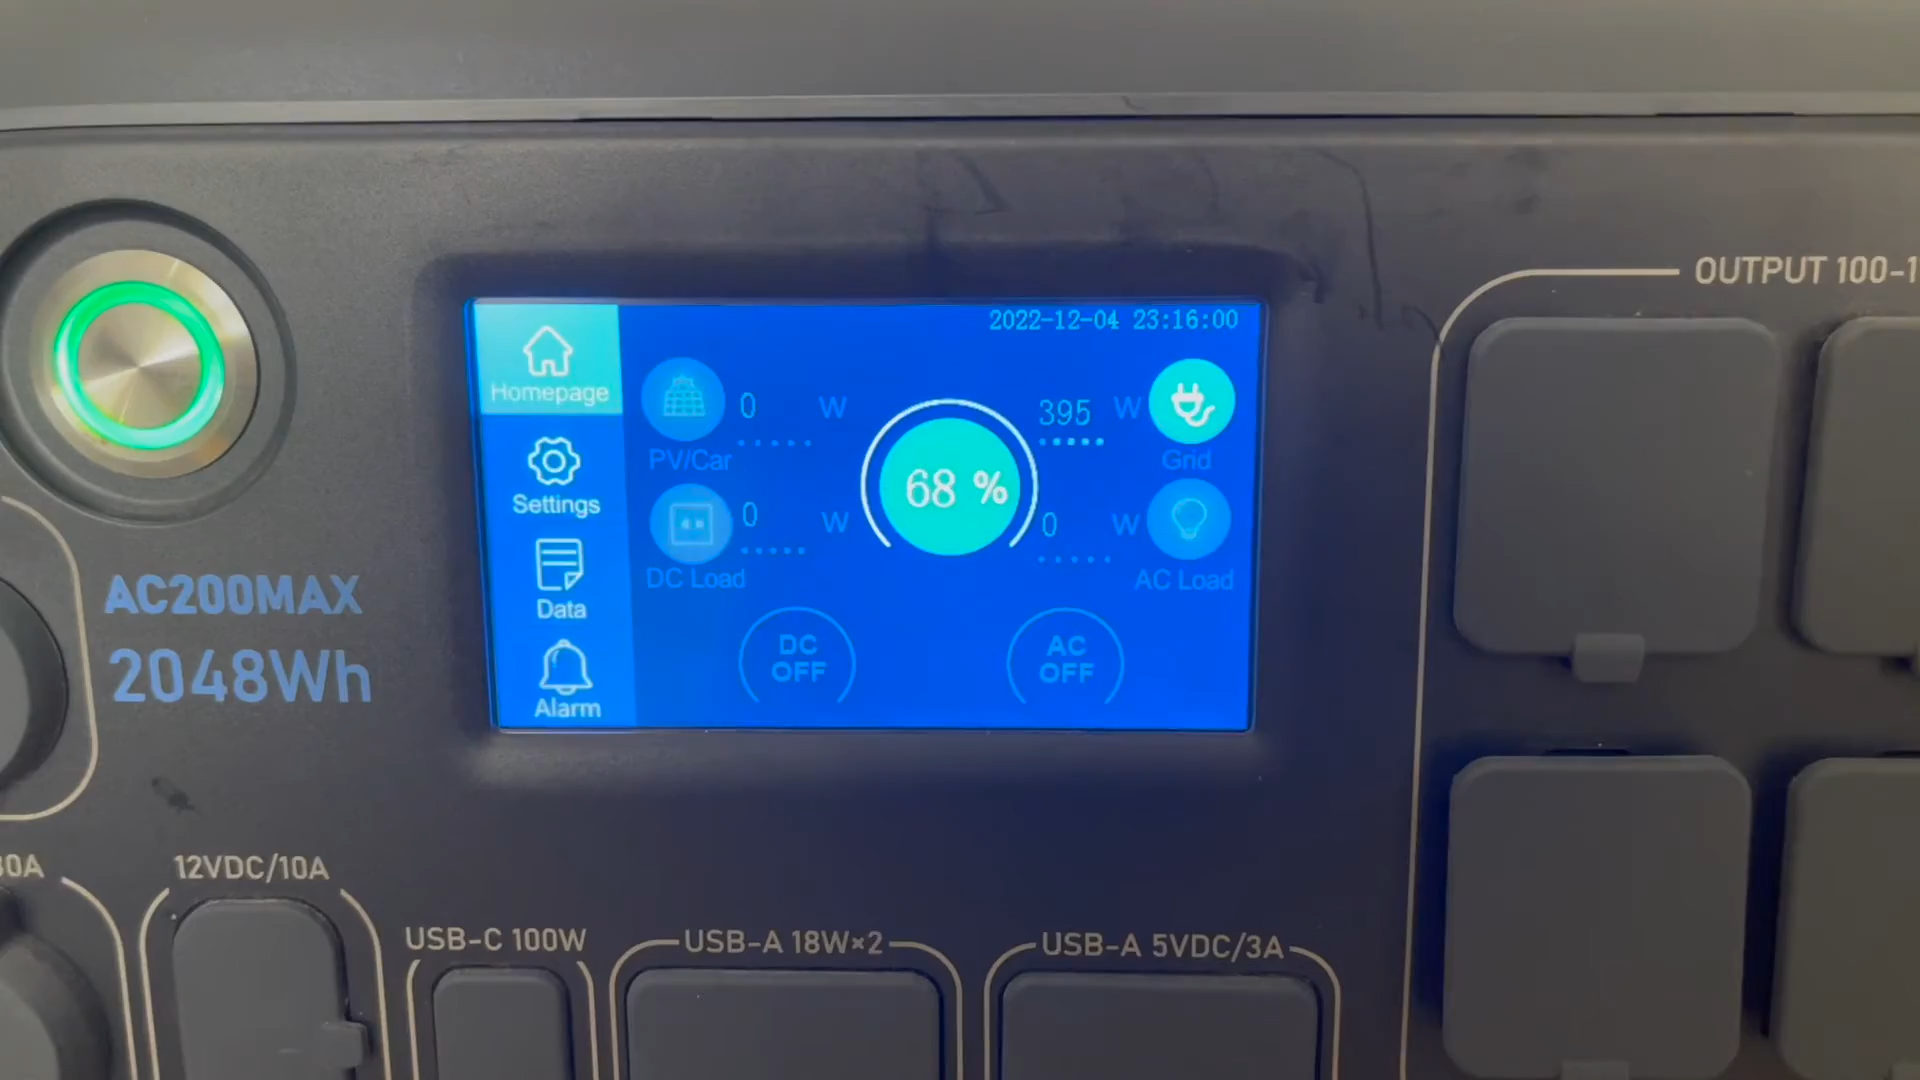 OUTPUT 100-1
2022-12-04 23:16:00
Homepage
0 W
395 W
PV/Car
Grid
68 %
Settings
0 W
0 W
DC Load
AC Load
Data
DC
OFF
AC
OFF
Alarm
AC200MAX
2048Wh
30A
12VDC/10A
USB-C 100W
USB-A 18W×2
USB-A 5VDC/3A